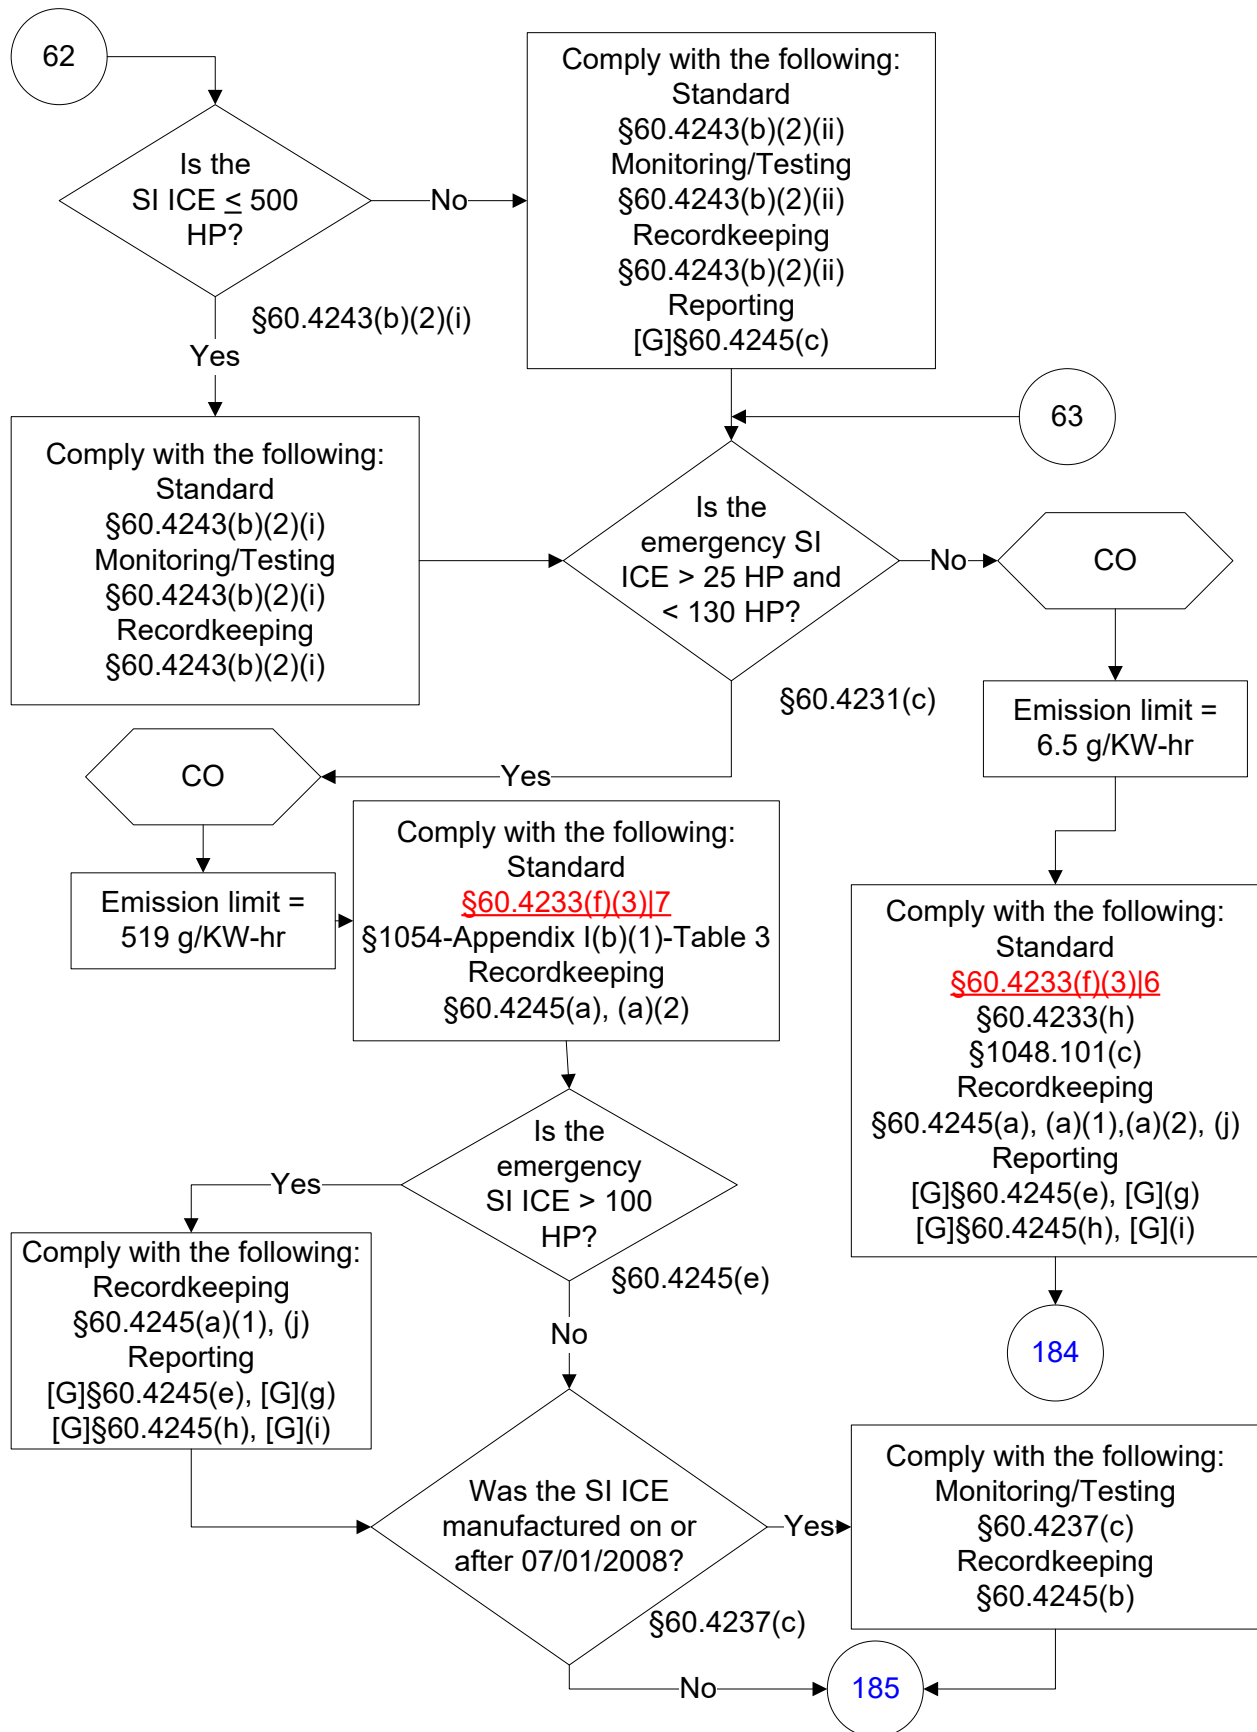 62
Is the
SI ICE ≤ 500
HP?
No
Comply with the following:
Standard
§60.4243(b)(2)(ii)
Monitoring/Testing
§60.4243(b)(2)(ii)
Recordkeeping
§60.4243(b)(2)(ii)
Reporting
[G]§60.4245(c)
§60.4243(b)(2)(i)
Yes
63
Comply with the following:
Standard
§60.4243(b)(2)(i)
Monitoring/Testing
§60.4243(b)(2)(i)
Recordkeeping
§60.4243(b)(2)(i)
Is the
emergency SI
ICE > 25 HP and
< 130 HP?
No
CO
§60.4231(c)
Emission limit =
6.5 g/KW-hr
Yes
CO
Emission limit =
519 g/KW-hr
Comply with the following:
Standard
§60.4233(f)(3)|7
§1054-Appendix I(b)(1)-Table 3
Recordkeeping
§60.4245(a), (a)(2)
Comply with the following:
Standard
§60.4233(f)(3)|6
§60.4233(h)
§1048.101(c)
Recordkeeping
§60.4245(a), (a)(1),(a)(2), (j)
Reporting
[G]§60.4245(e), [G](g)
[G]§60.4245(h), [G](i)
Is the
emergency
SI ICE > 100
HP?
Yes
§60.4245(e)
No
Comply with the following:
Recordkeeping
§60.4245(a)(1), (j)
Reporting
[G]§60.4245(e), [G](g)
[G]§60.4245(h), [G](i)
184
Was the SI ICE
manufactured on or
after 07/01/2008?
Yes
Comply with the following:
Monitoring/Testing
§60.4237(c)
Recordkeeping
§60.4245(b)
§60.4237(c)
No
185